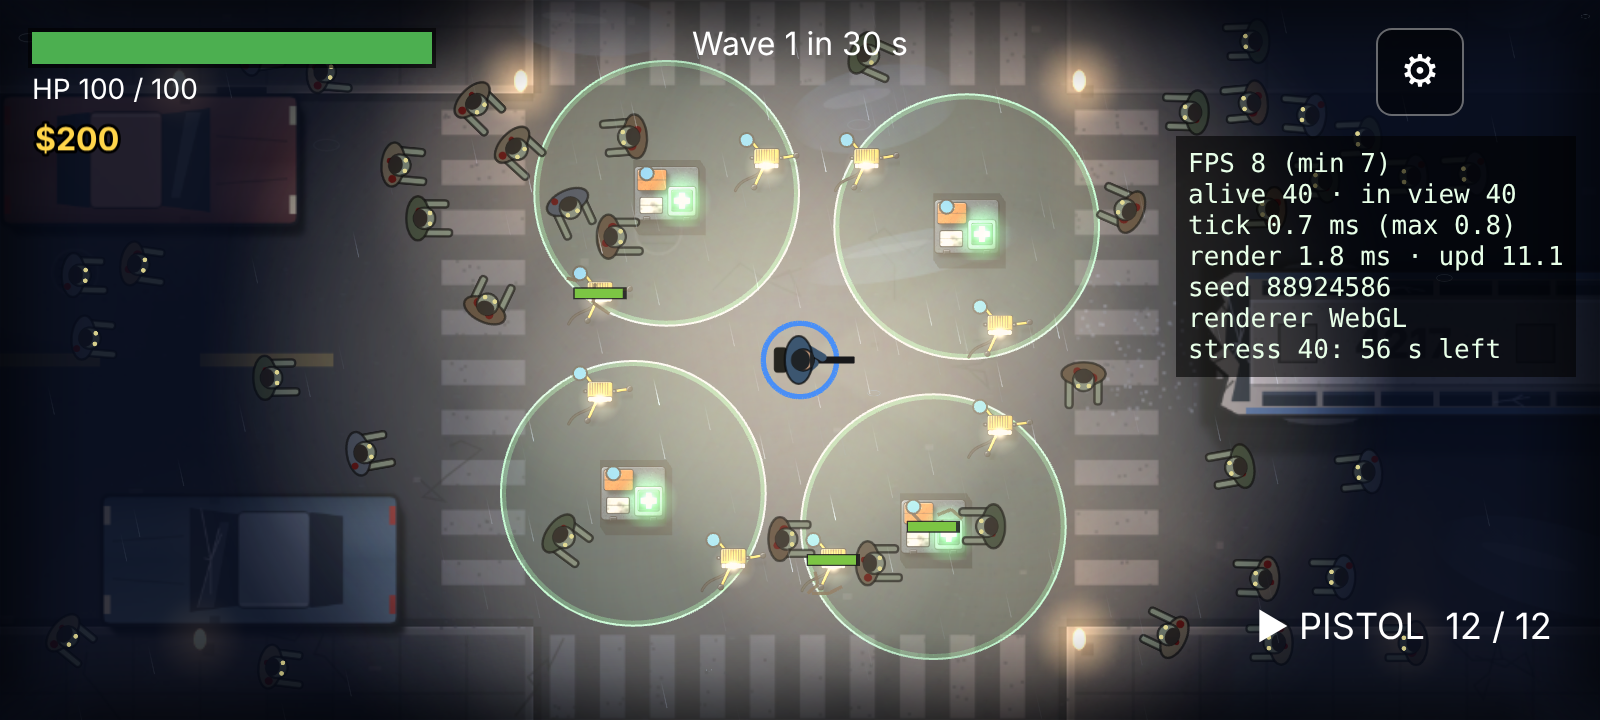 Wave 1 in 30 s
HP 100 / 100
$200
FPS 8 (min 7)
alive 40 · in view 40
tick 0.7 ms (max 0.8)
render 1.8 ms · upd 11.1
seed 88924586
renderer WebGL
stress 40: 56 s left
▶ PISTOL 12 / 12